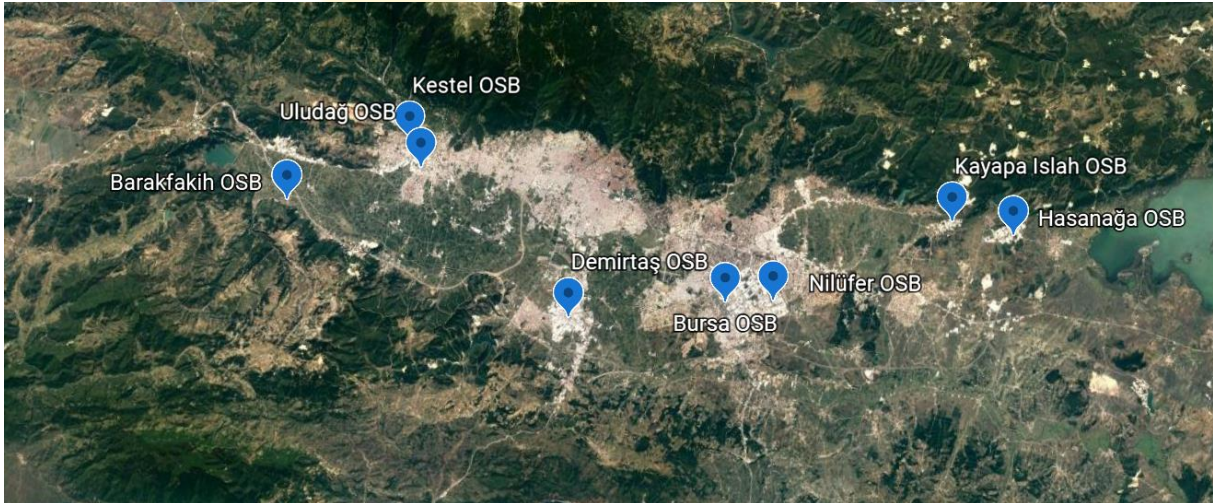 Kestel OSB
Uludağ OSB
Barakfakih OSB
Kayapa Islah OSB
Hasanağa OSB
Demirtaş OSB
Nilüfer OSB
Bursa OSB